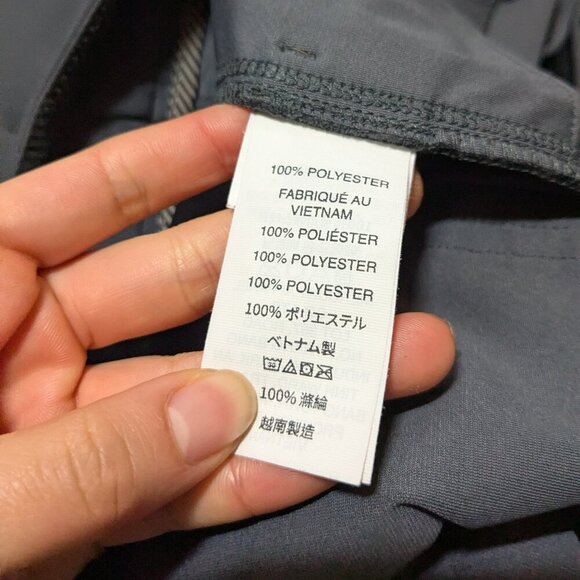 100% POLYESTER
FABRIQUÉ AU
VIETNAM
100% POLIÉSTER
100% POLYESTER
100% POLYESTER
100% ポリエステル
ベトナム製
30
100% 滌綸
越南製造